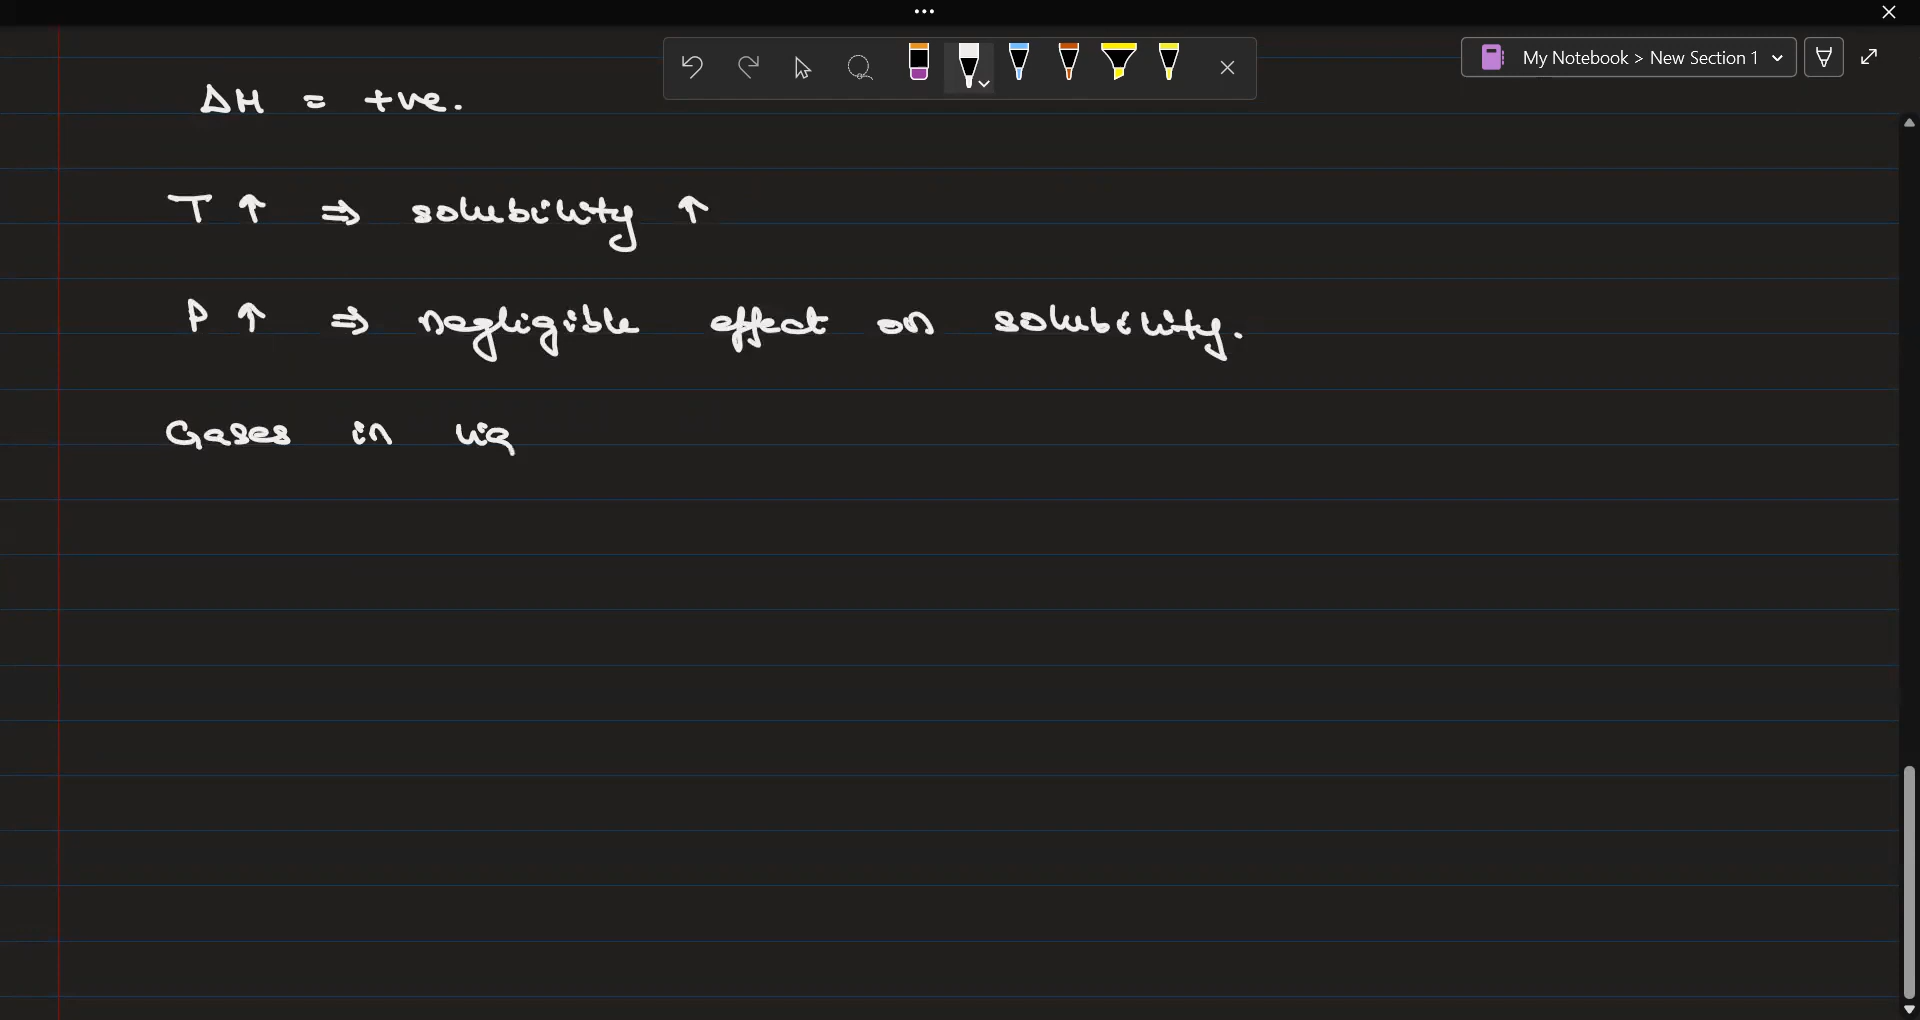 My Notebook > New Section 1
ΔH = +ve.
T ↑ ⇒ solubility ↑
P ↑ ⇒ negligible effect on solubility.
Gases in liq